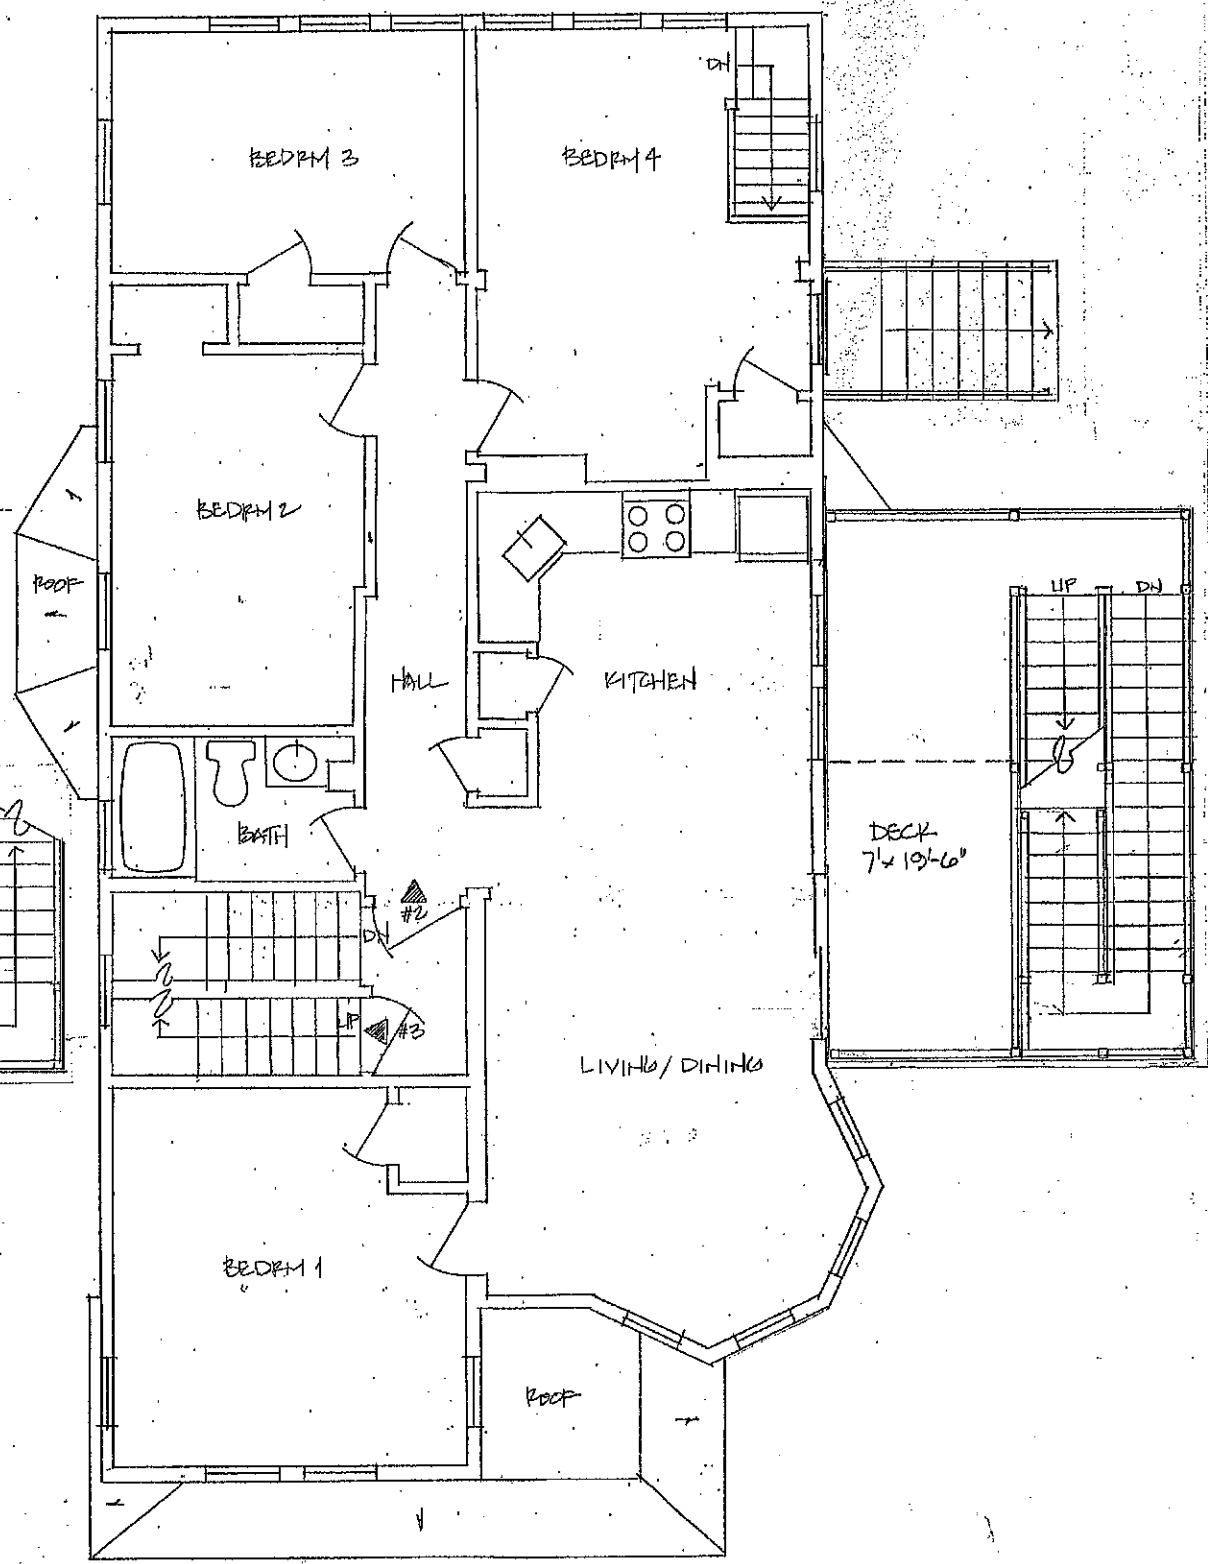 DN
BEDRM 3
BEDRM 4
BEDRM 2
ROOF
UP
DN
HALL
KITCHEN
BATH
DECK
7' x 19'-6"
#2
DN
UP
#3
LIVING/DINING
BEDRM 1
ROOF